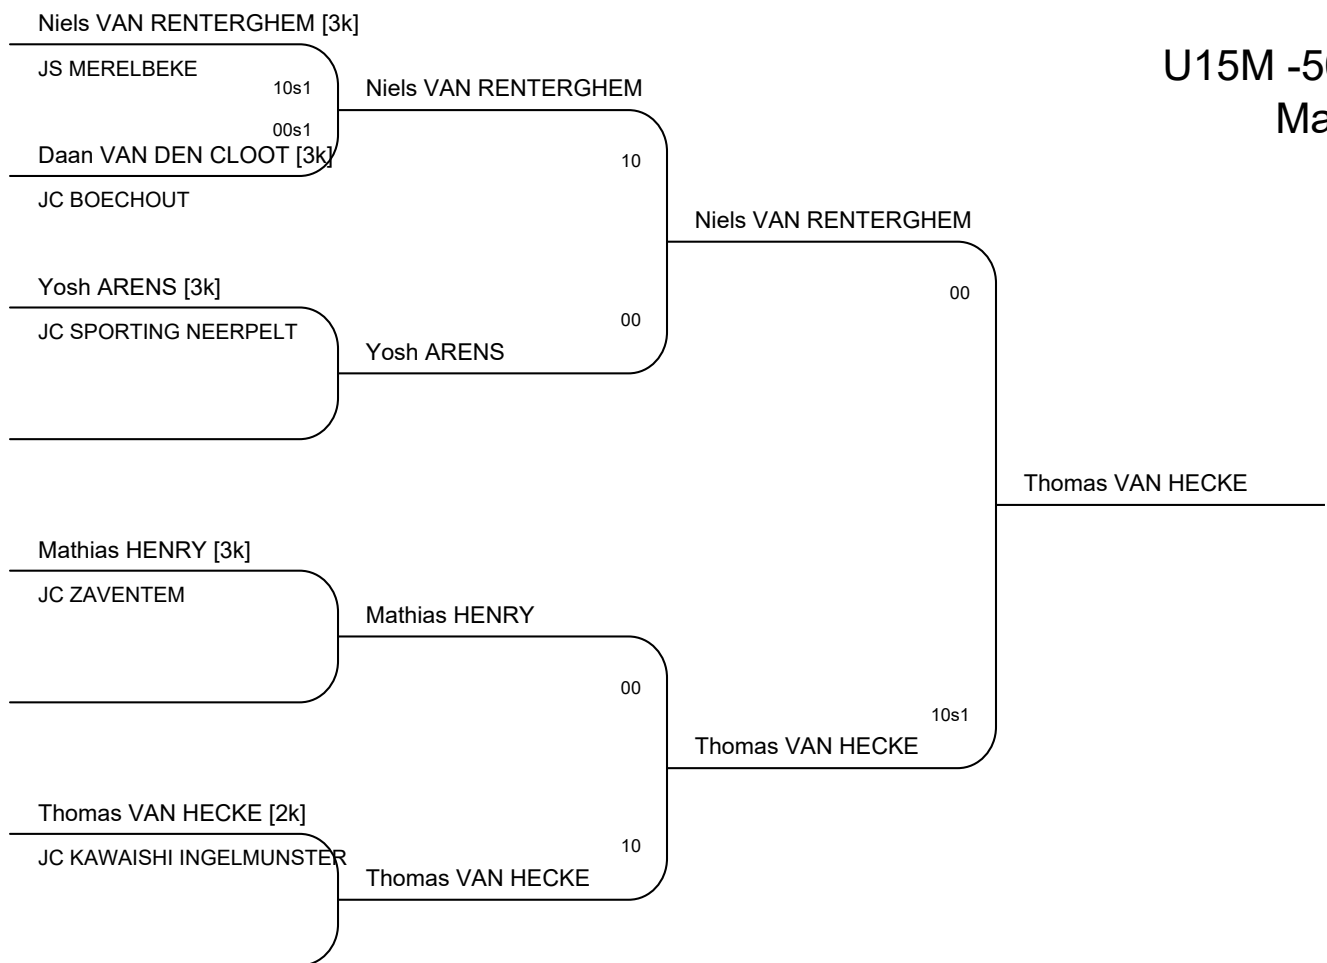 Niels VAN RENTERGHEM [3k]
JS MERELBEKE
10s1
00s1
Daan VAN DEN CLOOT [3k]
JC BOECHOUT
Yosh ARENS [3k]
JC SPORTING NEERPELT
Mathias HENRY [3k]
JC ZAVENTEM
Thomas VAN HECKE [2k]
JC KAWAISHI INGELMUNSTER
Niels VAN RENTERGHEM
10
00
Yosh ARENS
Mathias HENRY
00
10
Thomas VAN HECKE
Niels VAN RENTERGHEM
00
10s1
Thomas VAN HECKE
Thomas VAN HECKE
U15M